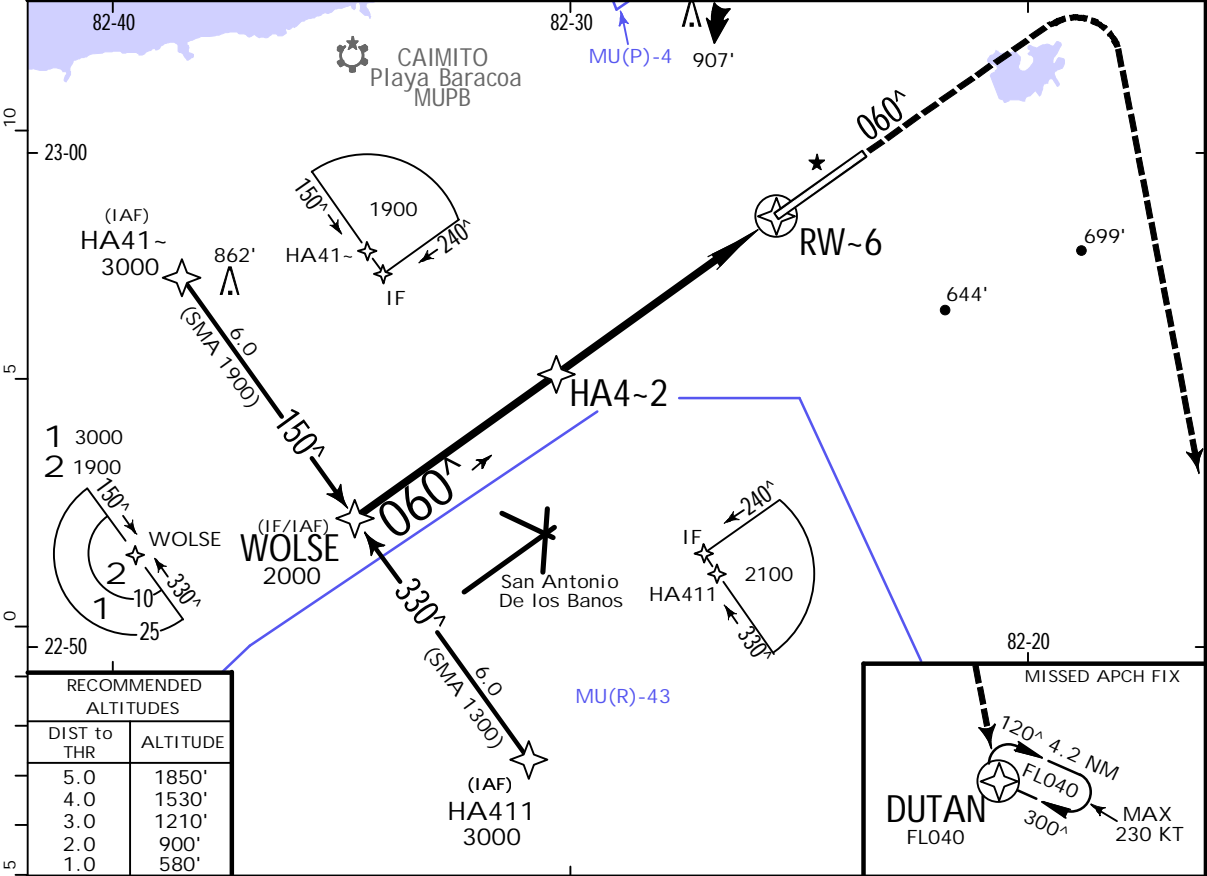 82-40
82-30
CAIMITO
Playa Baracoa
MUPB
MU(P)-4
907'
10
23-00
060^
150^
1900
240^
HA41~
IF
(IAF)
HA41~
3000
862'
RW~6
699'
644'
6.0
(SMA 1900)
150^
5
HA4~2
1 3000
2 1900
150^
WOLSE
330^
2
10
1
25
(IF/IAF)
WOLSE
2000
060^
San Antonio
De los Banos
240^
IF
2100
HA411
330^
0
22-50
330^
6.0
(SMA 1300)
MU(R)-43
82-20
(IAF)
HA411
3000
RECOMMENDED
ALTITUDES
DIST to THR ALTITUDE
5.0 1850'
4.0 1530'
3.0 1210'
2.0 900'
1.0 580'
5
MISSED APCH FIX
120^ 4.2 NM
FL040
300^
DUTAN
FL040
MAX
230 KT